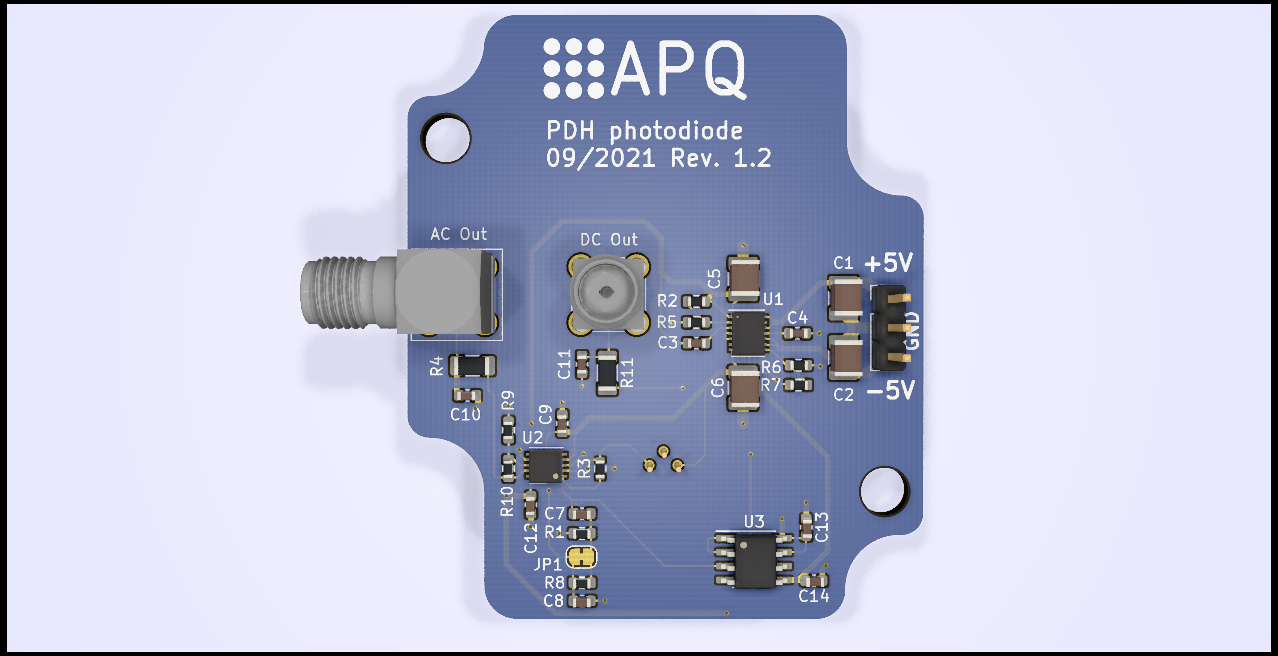 APQ
PDH photodiode
09/2021 Rev. 1.2
AC Out
DC Out
C5
C1
+5V
R2
U1
R5
C4
GND
C3
C11
R11
R4
R6
R7
C6
C2
-5V
C10
R9
C9
U2
R3
R10
C12
C7
R1
JP1
R8
C8
U3
C13
C14